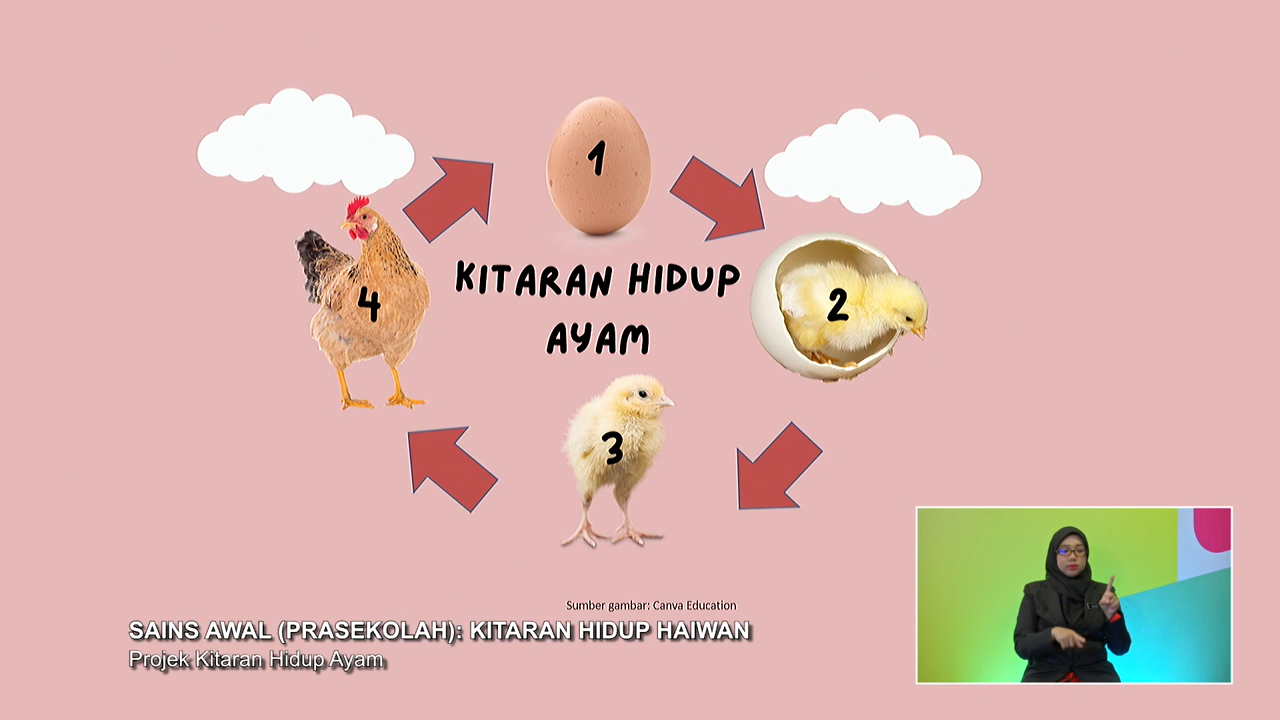 1
KITARAN HIDUP
AYAM
2
3
4
Sumber gambar: Canva Education
SAINS AWAL (PRASEKOLAH): KITARAN HIDUP HAIWAN
Projek Kitaran Hidup Ayam